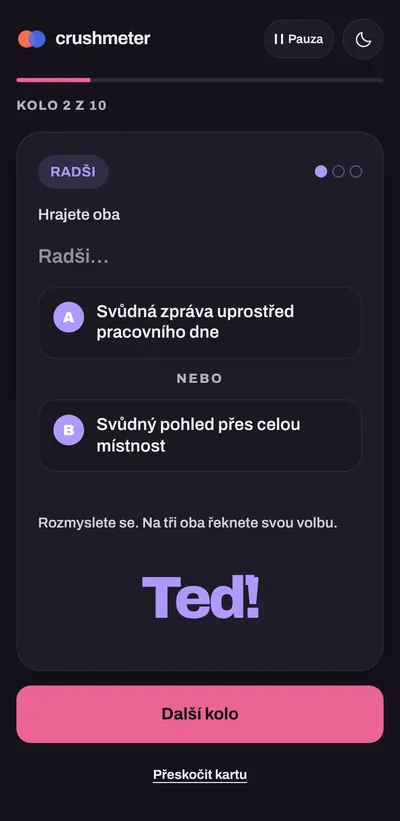 crushmeter
Pauza
KOLO 2 Z 10
RADŠI
Hrajete oba
Radši…
A
Svůdná zpráva uprostřed
pracovního dne
NEBO
B
Svůdný pohled přes celou
místnost
Rozmyslete se. Na tři oba řeknete svou volbu.
Teď!
Další kolo
Přeskočit kartu